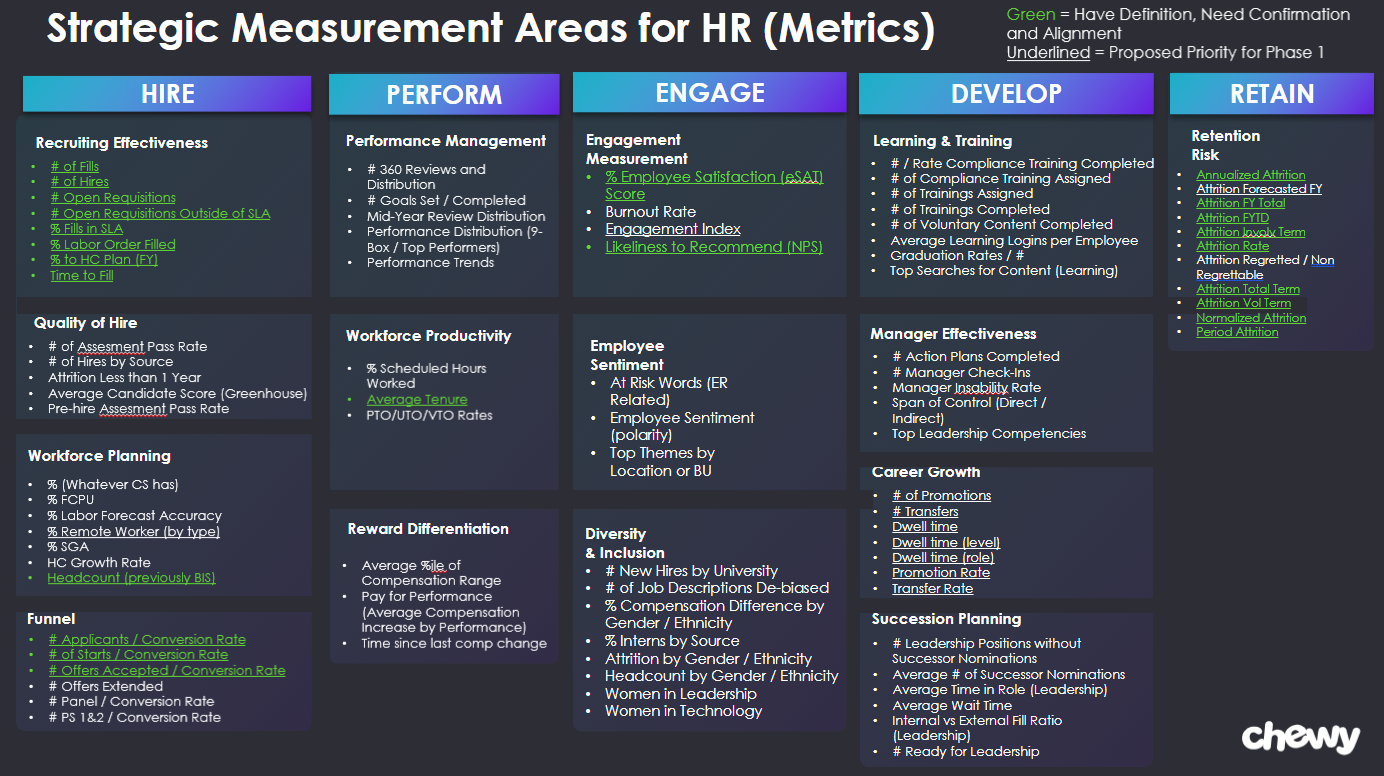 Strategic Measurement Areas for HR (Metrics)
Green = Have Definition, Need Confirmation
and Alignment
Underlined = Proposed Priority for Phase 1
HIRE
Recruiting Effectiveness
• # of Fills
• # of Hires
• # Open Requisitions
• # Open Requisitions Outside of SLA
• % Fills in SLA
• % Labor Order Filled
• % to HC Plan (FY)
• Time to Fill
Quality of Hire
• # of Assesment Pass Rate
• # of Hires by Source
• Attrition Less than 1 Year
• Average Candidate Score (Greenhouse)
• Pre-hire Assesment Pass Rate
Workforce Planning
• % (Whatever CS has)
• % FCPU
• % Labor Forecast Accuracy
• % Remote Worker (by type)
• % SGA
• HC Growth Rate
• Headcount (previously BIS)
Funnel
• # Applicants / Conversion Rate
• # of Starts / Conversion Rate
• # Offers Accepted / Conversion Rate
• # Offers Extended
• # Panel / Conversion Rate
• # PS 1&2 / Conversion Rate
PERFORM
Performance Management
• # 360 Reviews and
Distribution
• # Goals Set / Completed
• Mid-Year Review Distribution
• Performance Distribution (9-
Box / Top Performers)
• Performance Trends
Workforce Productivity
• % Scheduled Hours
Worked
• Average Tenure
• PTO/UTO/VTO Rates
Reward Differentiation
• Average %ile of
Compensation Range
• Pay for Performance
(Average Compensation
Increase by Performance)
• Time since last comp change
ENGAGE
Engagement
Measurement
• % Employee Satisfaction (eSAT)
Score
• Burnout Rate
• Engagement Index
• Likeliness to Recommend (NPS)
Employee
Sentiment
• At Risk Words (ER
Related)
• Employee Sentiment
(polarity)
• Top Themes by
Location or BU
Diversity
& Inclusion
• # New Hires by University
• # of Job Descriptions De-biased
• % Compensation Difference by
Gender / Ethnicity
• % Interns by Source
• Attrition by Gender / Ethnicity
• Headcount by Gender / Ethnicity
• Women in Leadership
• Women in Technology
DEVELOP
Learning & Training
• # / Rate Compliance Training Completed
• # of Compliance Training Assigned
• # of Trainings Assigned
• # of Trainings Completed
• # of Voluntary Content Completed
• Average Learning Logins per Employee
• Graduation Rates / #
• Top Searches for Content (Learning)
Manager Effectiveness
• # Action Plans Completed
• # Manager Check-Ins
• Manager Insability Rate
• Span of Control (Direct /
Indirect)
• Top Leadership Competencies
Career Growth
• # of Promotions
• # Transfers
• Dwell time
• Dwell time (level)
• Dwell time (role)
• Promotion Rate
• Transfer Rate
Succession Planning
• # Leadership Positions without
Successor Nominations
• Average # of Successor Nominations
• Average Time in Role (Leadership)
• Average Wait Time
• Internal vs External Fill Ratio
(Leadership)
• # Ready for Leadership
RETAIN
Retention
Risk
• Annualized Attrition
• Attrition Forecasted FY
• Attrition FY Total
• Attrition FYTD
• Attrition Involv Term
• Attrition Rate
• Attrition Regretted / Non
Regrettable
• Attrition Total Term
• Attrition Vol Term
• Normalized Attrition
• Period Attrition
chewy